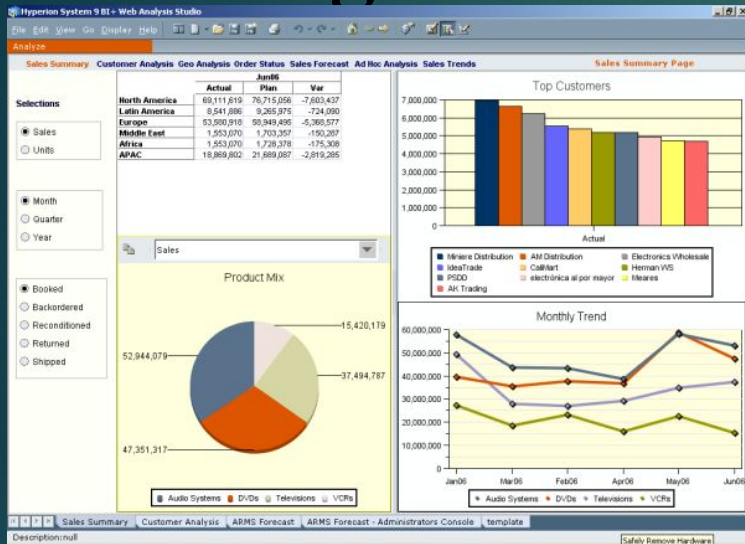 Hyperion System 9 BI+ Web Analysis Studio
File Edit View Go Display Help
Analyze
Sales Summary Customer Analysis Geo Analysis Order Status Sales Forecast Ad Hoc Analysis Sales Trends
Sales Summary Page
Selections
Sales
Units
Month
Quarter
Year
Booked
Backordered
Reconditioned
Returned
Shipped
Jun06
Actual Plan Var
North America 69,111,619 76,715,056 -7,603,437
Latin America 8,541,886 9,265,975 -724,090
Europe 53,580,918 58,949,495 -5,368,577
Middle East 1,553,070 1,703,357 -150,287
Africa 1,553,070 1,728,378 -175,308
APAC 18,869,802 21,689,087 -2,819,285
Sales
Product Mix
15,420,179
52,944,079
37,494,787
47,351,317
Audio Systems DVDs Televisions VCRs
Top Customers
7,000,000
6,000,000
5,000,000
4,000,000
3,000,000
2,000,000
1,000,000
0
Actual
Miniere Distribution AM Distribution Electronics Wholesale
IdeaTrade CaliMart Herman WS
PSDD electrónica al por mayor Meares
AK Trading
Monthly Trend
60,000,000
50,000,000
40,000,000
30,000,000
20,000,000
10,000,000
0
Jan06 Mar06 Feb06 Apr06 May06 Jun06
Audio Systems DVDs Televisions VCRs
Sales Summary Customer Analysis ARMS Forecast ARMS Forecast - Administrators Console template
Description:null
Safely Remove Hardware